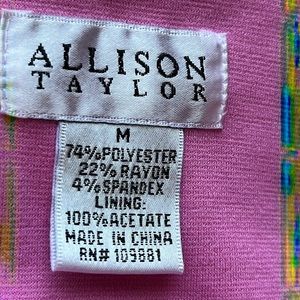 ALLISON
TAYLOR
M
74%POLYESTER
22%RAYON
4%SPANDEX
LINING:
100%ACETATE
MADE IN CHINA
RN# 109881